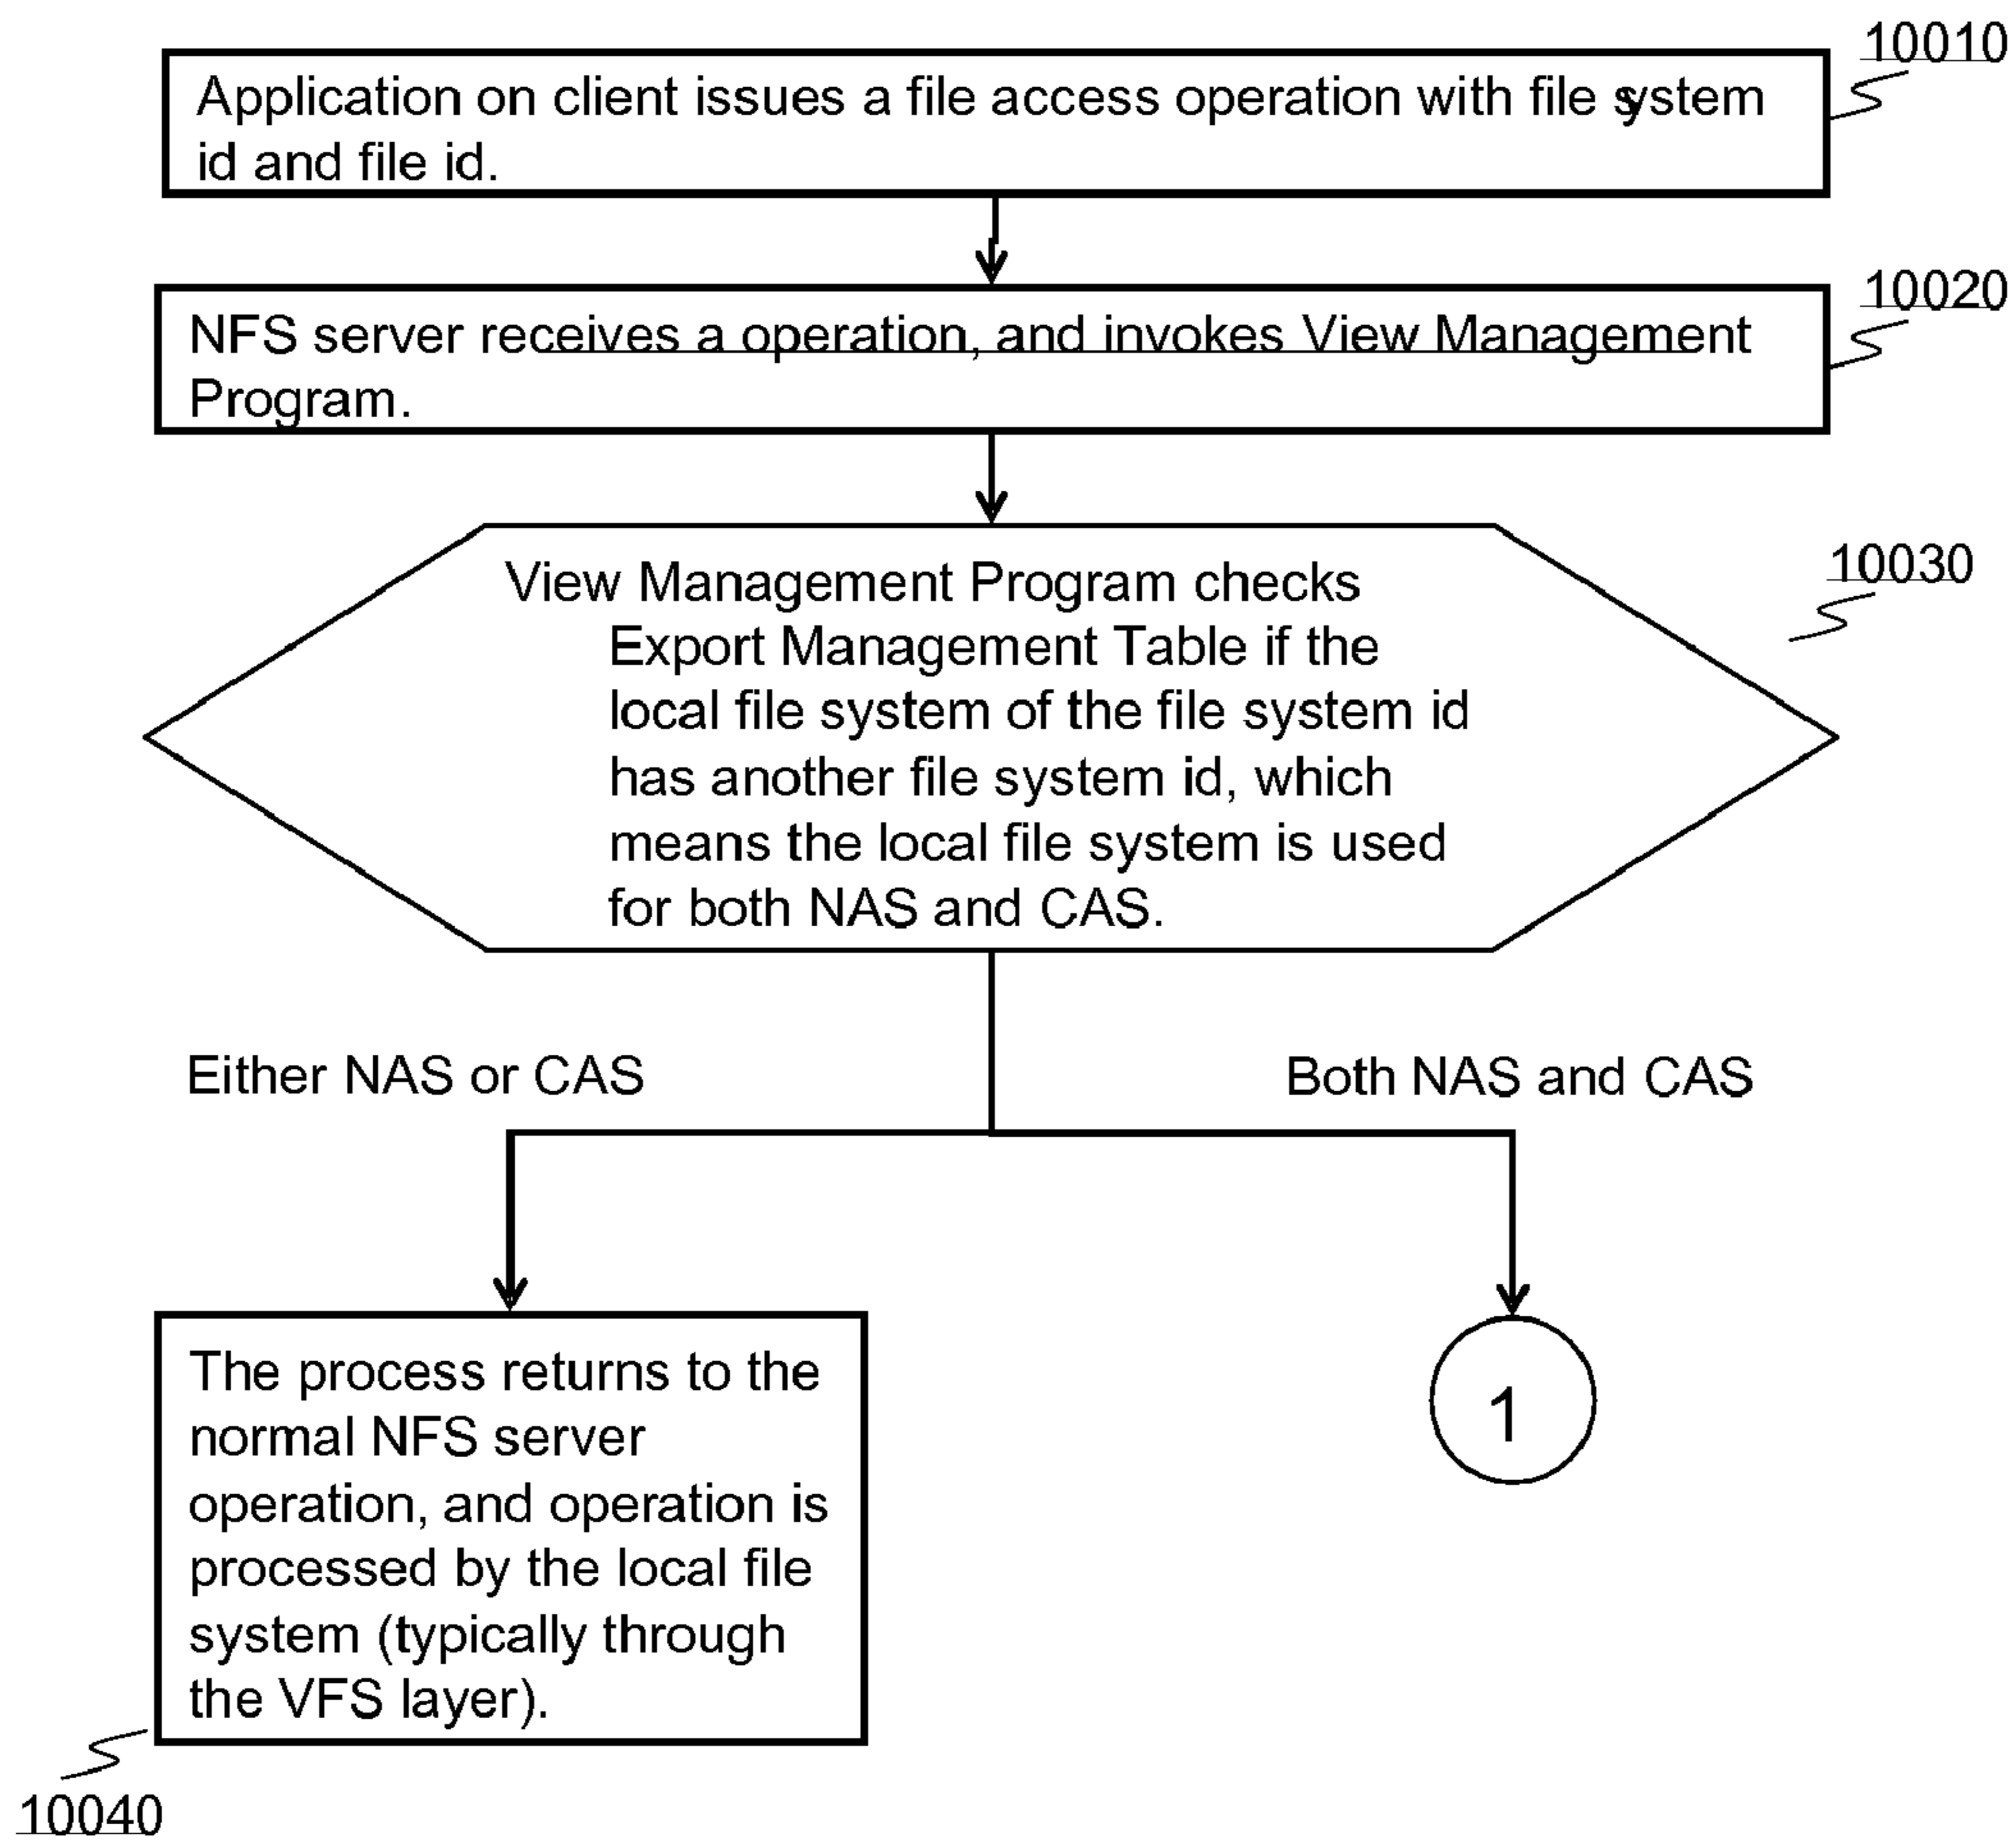 10010
Application on client issues a file access operation with file system
id and file id.
10020
NFS server receives a operation, and invokes View Management
Program.
10030
View Management Program checks
Export Management Table if the
local file system of the file system id
has another file system id, which
means the local file system is used
for both NAS and CAS.
Either NAS or CAS
Both NAS and CAS
The process returns to the
normal NFS server
operation, and operation is
processed by the local file
system (typically through
the VFS layer).
1
10040